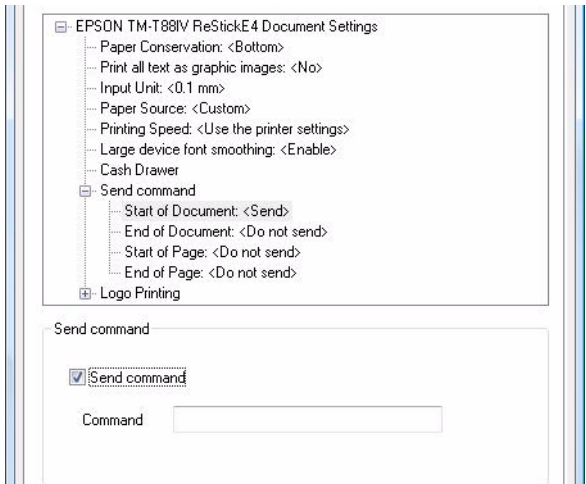 EPSON TM-T88IV ReStickE4 Document Settings
Paper Conservation: <Bottom>
Print all text as graphic images: <No>
Input Unit: <0.1 mm>
Paper Source: <Custom>
Printing Speed: <Use the printer settings>
Large device font smoothing: <Enable>
Cash Drawer
Send command
Start of Document: <Send>
End of Document: <Do not send>
Start of Page: <Do not send>
End of Page: <Do not send>
Logo Printing
Send command
Send command
Command